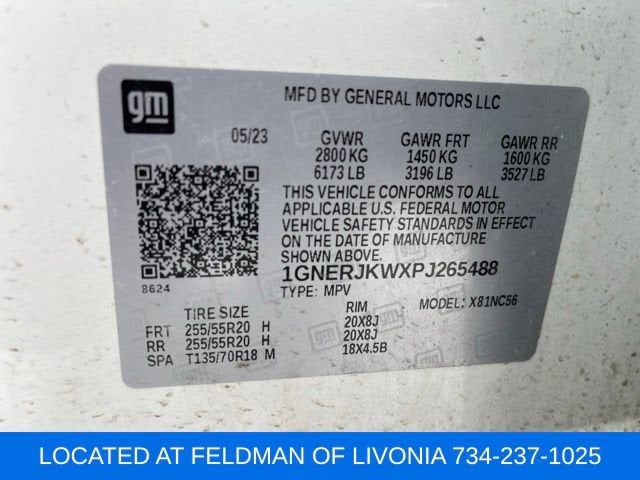 gm
MFD BY GENERAL MOTORS LLC
05/23 GVWR GAWR FRT GAWR RR
2800 KG 1450 KG 1600 KG
6173 LB 3196 LB 3527 LB
THIS VEHICLE CONFORMS TO ALL
APPLICABLE U.S. FEDERAL MOTOR
VEHICLE SAFETY STANDARDS IN EFFECT
ON THE DATE OF MANUFACTURE
SHOWN ABOVE.
1GNERJKWXPJ265488
8624
TYPE: MPV MODEL: X81NC56
TIRE SIZE RIM
FRT 255/55R20 H 20X8J
RR 255/55R20 H 20X8J
SPA T135/70R18 M 18X4.5B
LOCATED AT FELDMAN OF LIVONIA 734-237-1025